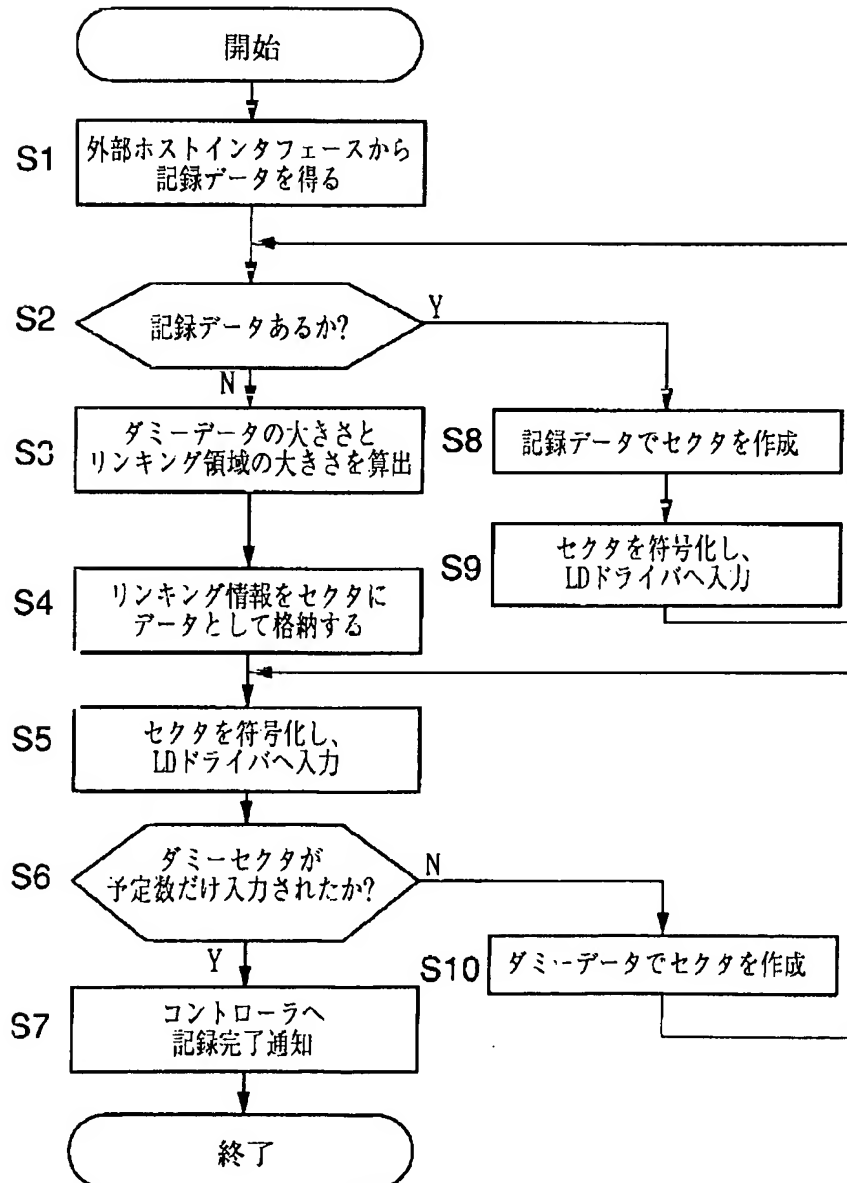 開始
S1
外部ホストインタフェースから
記録データを得る
S2
記録データあるか?
Y
N
S3
ダミーデータの大きさと
リンキング領域の大きさを算出
S8
記録データでセクタを作成
S9
セクタを符号化し、
LDドライバへ入力
S4
リンキング情報をセクタに
データとして格納する
S5
セクタを符号化し、
LDドライバへ入力
S6
ダミーセクタが
予定数だけ入力されたか?
N
Y
S10
ダミーデータでセクタを作成
S7
コントローラへ
記録完了通知
終了